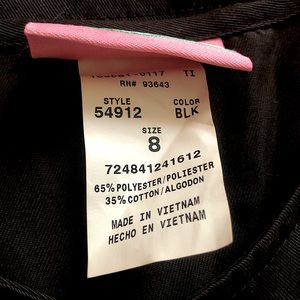 RN# 93643
STYLE COLOR
54912 BLK
SIZE
8
724841241612
65% POLYESTER/POLIESTER
35% COTTON/ALGODON
MADE IN VIETNAM
HECHO EN VIETNAM